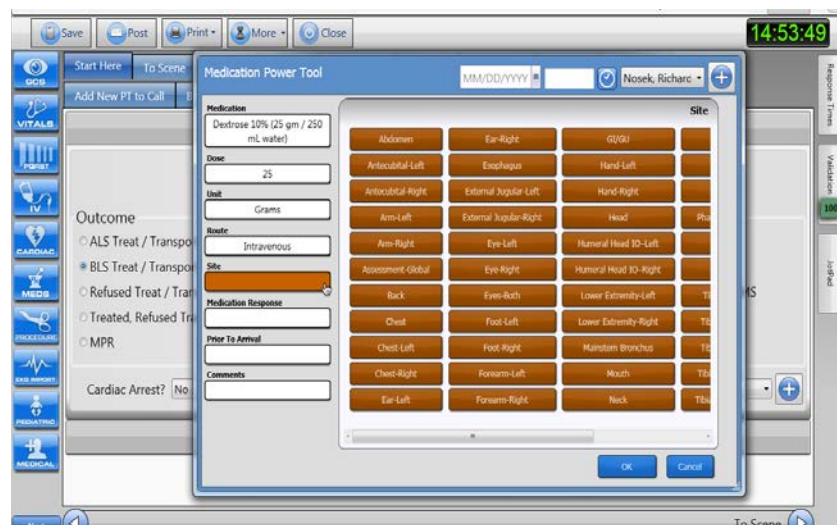 Save
Post
Print
More
Close
14:53:49
GCS
VITALS
PQRST
IV
CARDIAC
MEDS
PROCEDURE
EKG IMPORT
PEDIATRIC
MEDICAL
Start Here
To Scene
Add New PT to Call
Outcome
ALS Treat / Transpo
BLS Treat / Transpo
Refused Treat / Tran
Treated, Refused Tra
MPR
Cardiac Arrest? No
Medication Power Tool
MM/DD/YYYY
Nosek, Richard
Medication
Dextrose 10% (25 gm / 250
mL water)
Dose
25
Unit
Grams
Route
Intravenous
Site
Medication Response
Prior To Arrival
Comments
Site
Abdomen
Ear-Right
GI/GU
Antecubital-Left
Esophagus
Hand-Left
Antecubital-Right
External Jugular-Left
Hand-Right
Arm-Left
External Jugular-Right
Head
Pha
Arm-Right
Eye-Left
Humeral Head IO-Left
Assessment-Global
Eye-Right
Humeral Head IO-Right
Back
Eyes-Both
Lower Extremity-Left
Chest
Foot-Left
Lower Extremity-Right
Chest-Left
Foot-Right
Mainstem Bronchus
Chest-Right
Forearm-Left
Mouth
Ear-Left
Forearm-Right
Neck
OK
Cancel
MS
To Scene
Response Times
Validation
100
JotPad